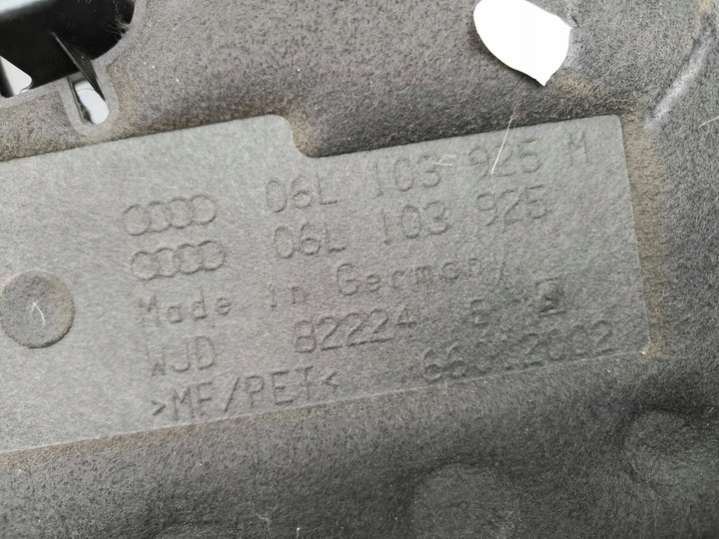 06L 103 925 M
06L 103 925
Made in Germany
WJD 82224
>MF/PET<